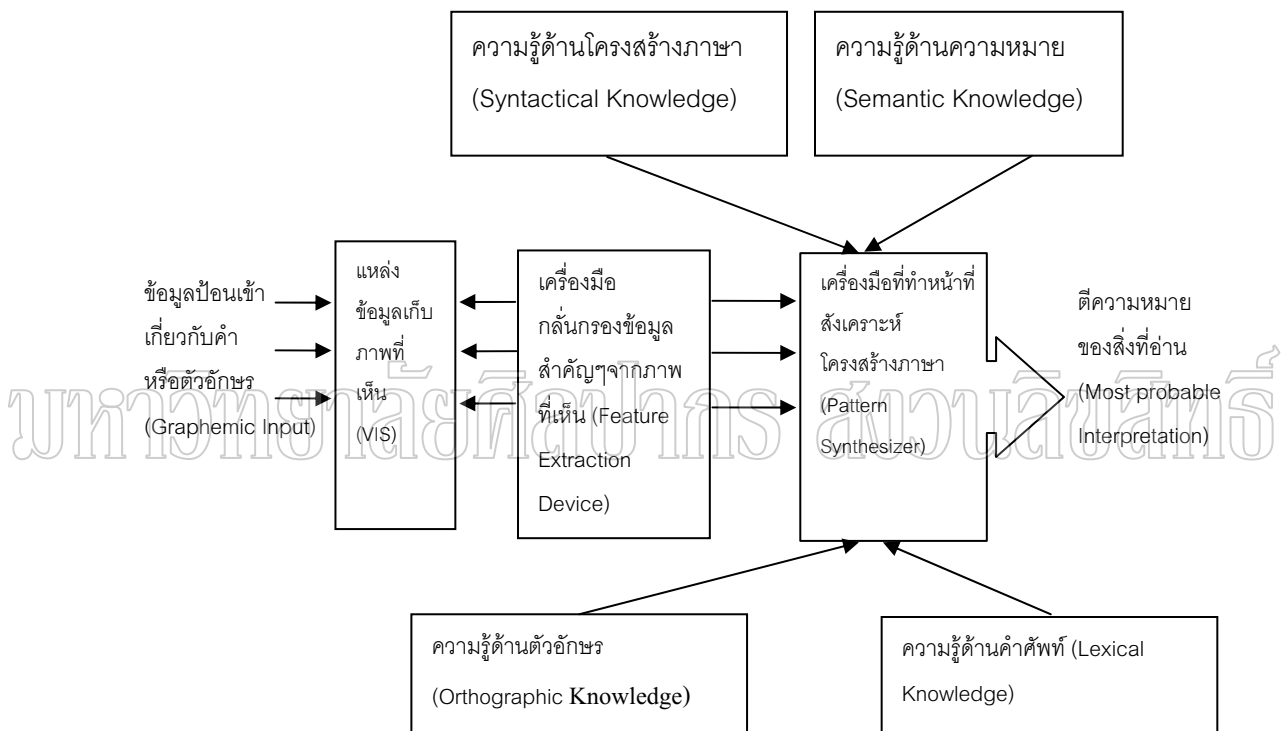 ความรู้ด้านโครงสร้างภาษา
(Syntactical Knowledge)
ความรู้ด้านความหมาย
(Semantic Knowledge)
ข้อมูลป้อนเข้า
เกี่ยวกับคำ
หรือตัวอักษร
(Graphemic Input)
แหล่ง
ข้อมูลเก็บ
ภาพที่
เห็น
(VIS)
เครื่องมือ
กลั่นกรองข้อมูล
สำคัญๆจากภาพ
ที่เห็น (Feature
Extraction
Device)
เครื่องมือที่ทำหน้าที่
สังเคราะห์
โครงสร้างภาษา
(Pattern
Synthesizer)
ตีความหมาย
ของสิ่งที่อ่าน
(Most probable
Interpretation)
มหาวิทยาลัยศิลปากร สงวนลิขสิทธิ์
ความรู้ด้านตัวอักษร
(Orthographic Knowledge)
ความรู้ด้านคำศัพท์ (Lexical
Knowledge)